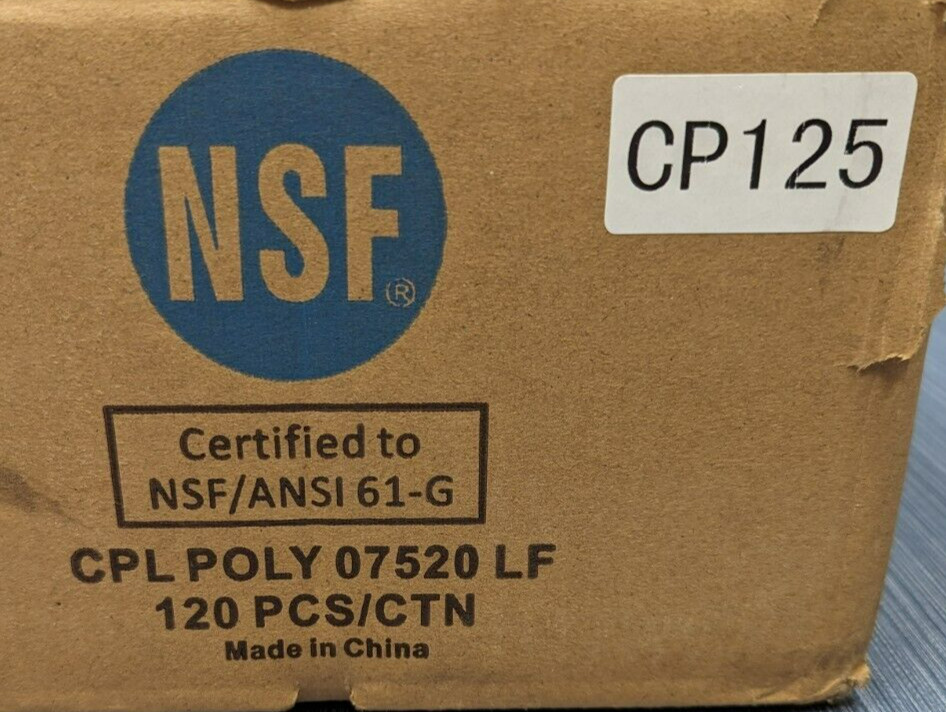 NSF®
CP125
Certified to
NSF/ANSI 61-G
CPL POLY 07520 LF
120 PCS/CTN
Made in China